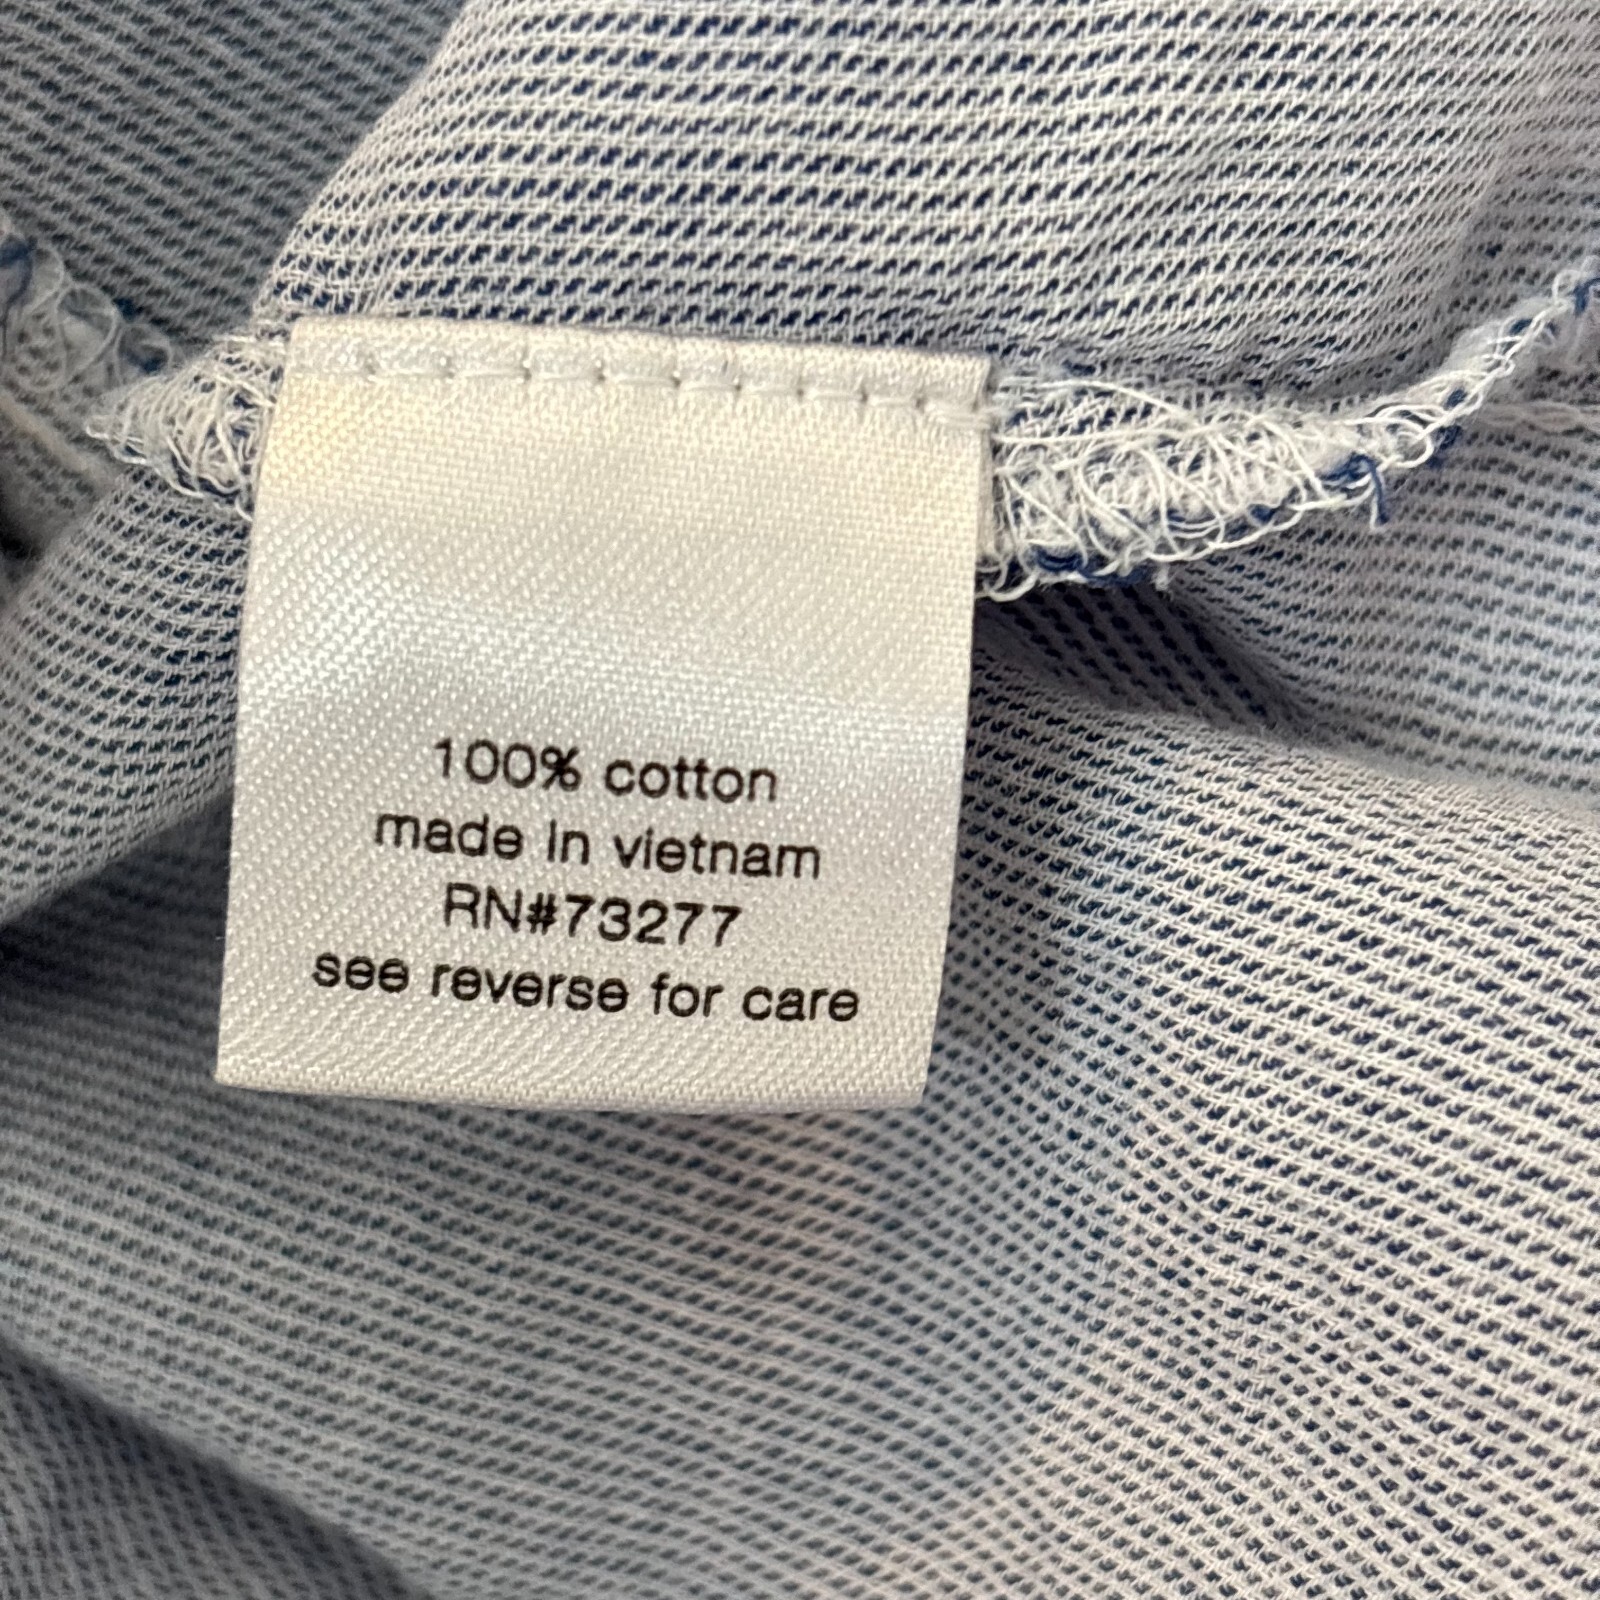 100% cotton
made in vietnam
RN#73277
see reverse for care